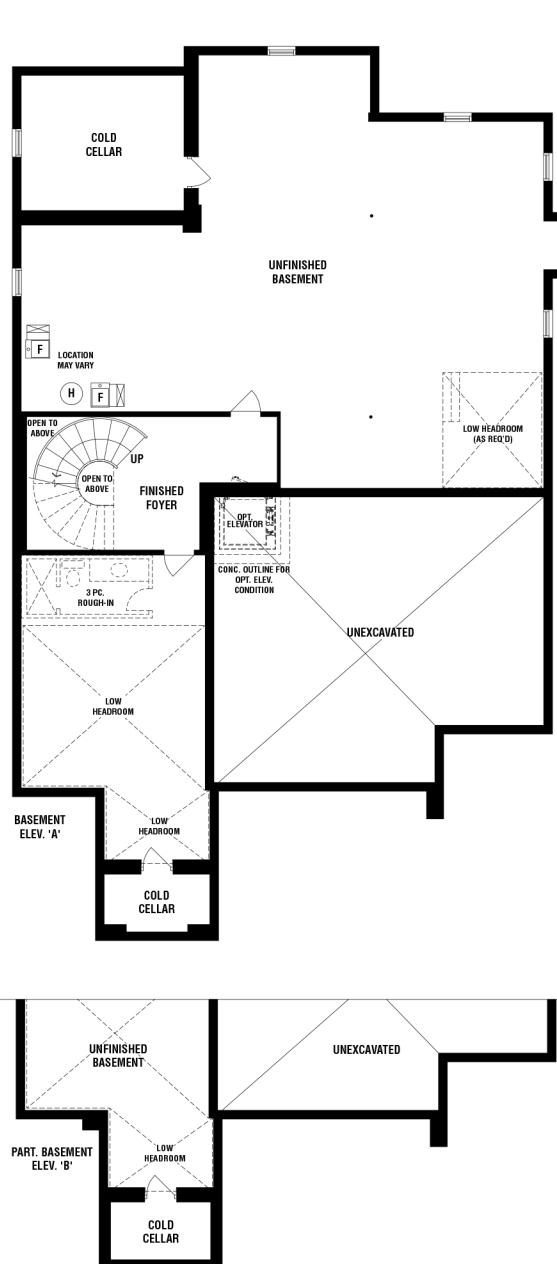 COLD
CELLAR
UNFINISHED
BASEMENT
F
LOCATION
MAY VARY
H
F
LOW HEADROOM
(AS REQ'D)
OPEN TO
ABOVE
UP
OPEN TO
ABOVE
FINISHED
FOYER
OPT.
ELEVATOR
CONC. OUTLINE FOR
OPT. ELEV.
CONDITION
3 PC.
ROUGH-IN
UNEXCAVATED
LOW
HEADROOM
BASEMENT
ELEV. 'A'
LOW
HEADROOM
COLD
CELLAR
UNFINISHED
BASEMENT
UNEXCAVATED
PART. BASEMENT
ELEV. 'B'
LOW
HEADROOM
COLD
CELLAR